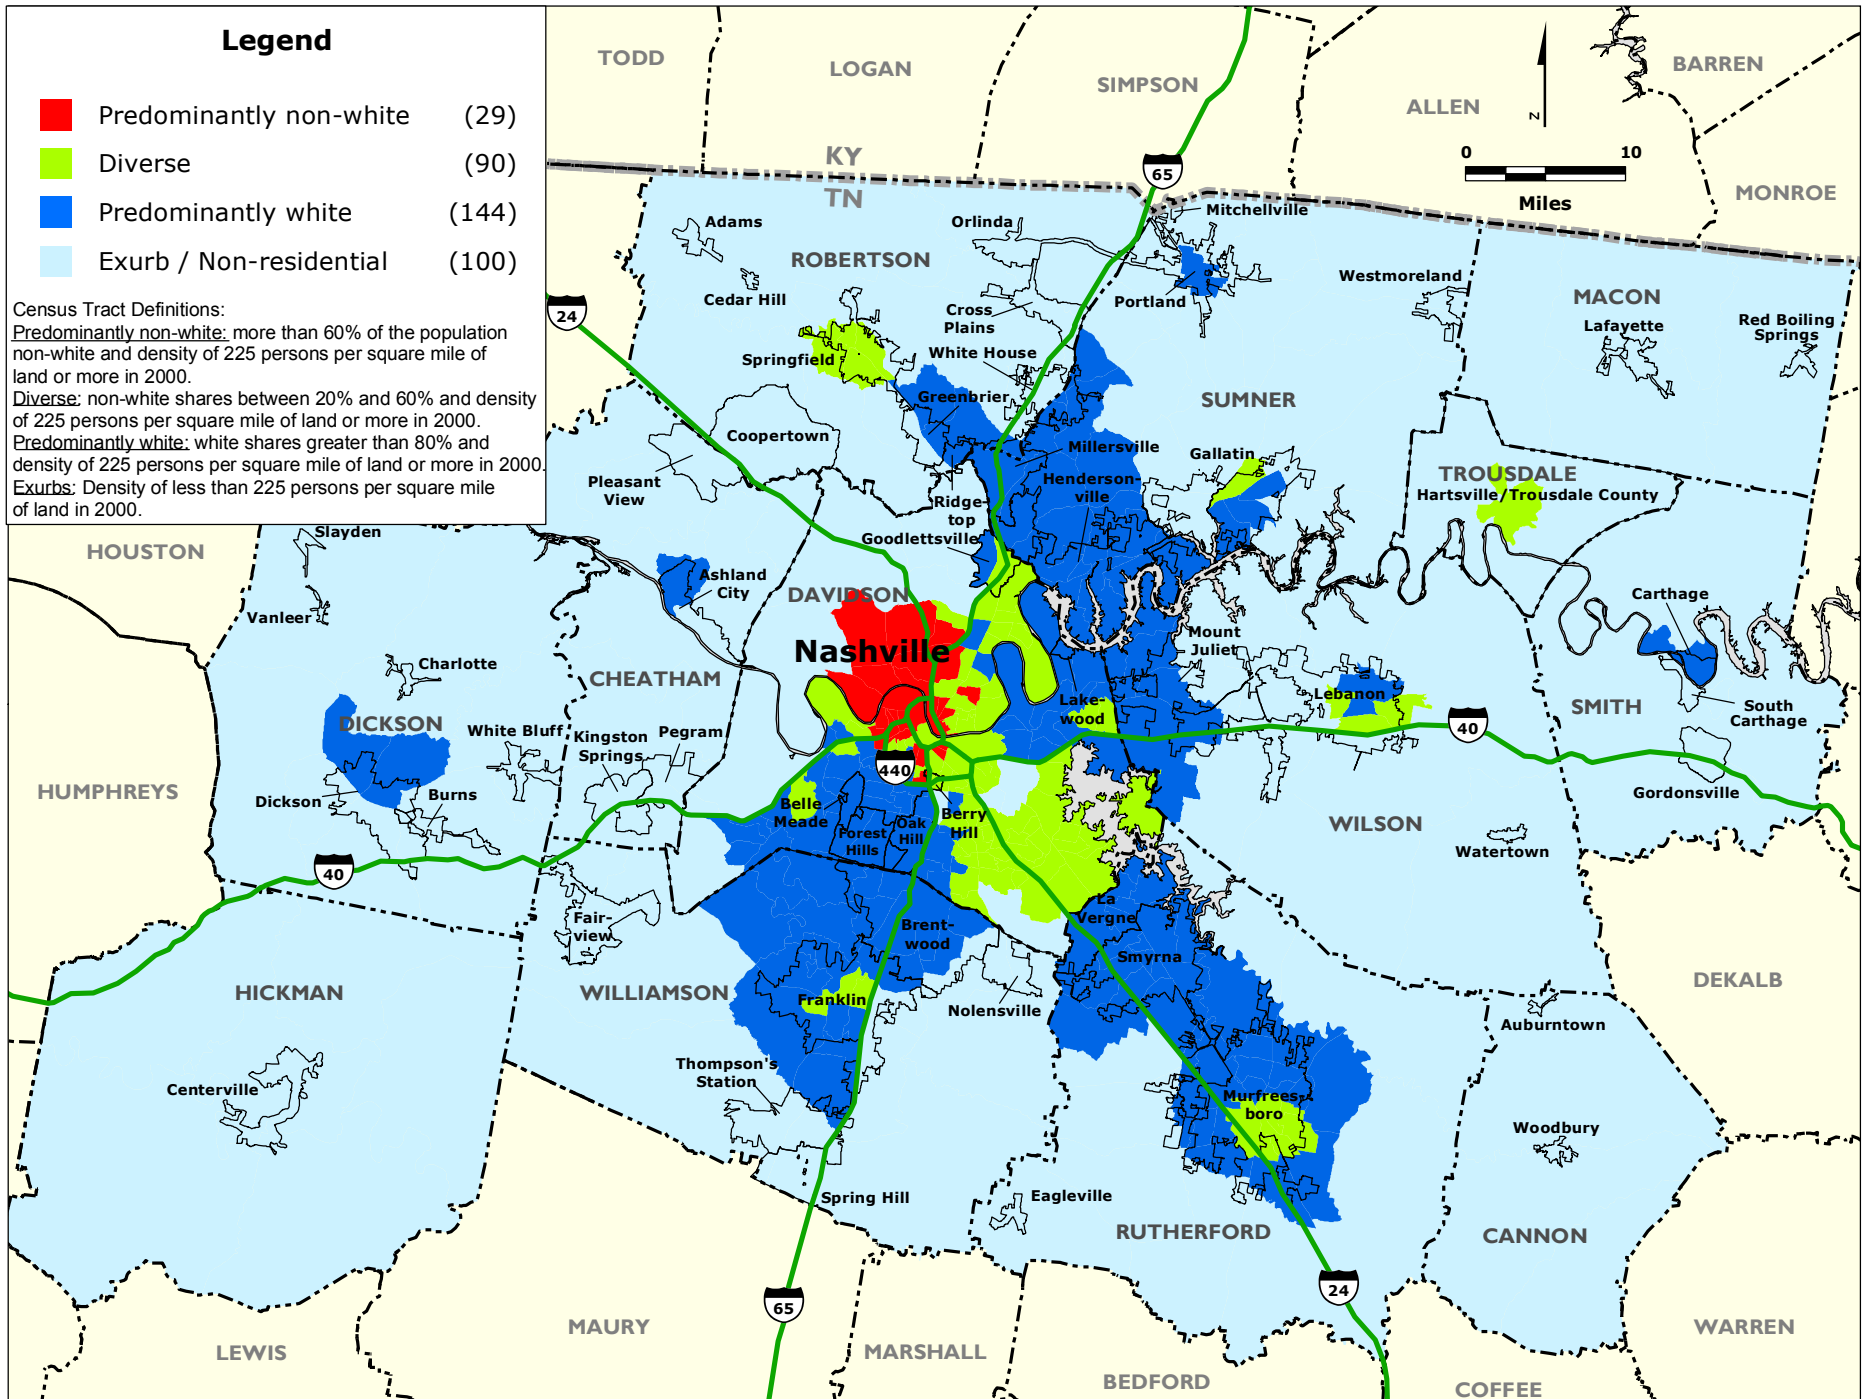 Legend
Predominantly non-white (29)
Diverse (90)
Predominantly white (144)
Exurb / Non-residential (100)
Census Tract Definitions:
Predominantly non-white: more than 60% of the population
non-white and density of 225 persons per square mile of
land or more in 2000.
Diverse: non-white shares between 20% and 60% and density
of 225 persons per square mile of land or more in 2000.
Predominantly white: white shares greater than 80% and
density of 225 persons per square mile of land or more in 2000.
Exurbs: Density of less than 225 persons per square mile
of land in 2000.
TODD
LOGAN
SIMPSON
ALLEN
BARREN
MONROE
N
0 10
Miles
KY
TN
65
24
Adams
Orlinda
Mitchellville
ROBERTSON
Cedar Hill
Cross
Plains
Portland
Westmoreland
MACON
Lafayette
Red Boiling
Springs
Springfield
White House
Greenbrier
SUMNER
Coopertown
Millersville
Gallatin
Pleasant
View
Henderson-
ville
TROUSDALE
Hartsville/Trousdale County
Ridge-
top
Goodlettsville
HOUSTON
Slayden
Vanleer
Ashland
City
DAVIDSON
Nashville
Carthage
Mount
Juliet
Charlotte
CHEATHAM
DICKSON
White Bluff
Kingston
Springs
Pegram
Lake-
wood
Lebanon
40
SMITH
South
Carthage
HUMPHREYS
Dickson
Burns
440
Belle
Meade
Forest
Hills
Oak
Hill
Berry
Hill
WILSON
Gordonsville
Watertown
40
Fair-
view
Brent-
wood
La
Vergne
Smyrna
DEKALB
HICKMAN
WILLIAMSON
Franklin
Nolensville
Auburntown
Thompson's
Station
Centerville
Murfrees-
boro
Woodbury
Spring Hill
Eagleville
RUTHERFORD
CANNON
65
24
LEWIS
MAURY
MARSHALL
BEDFORD
COFFEE
WARREN